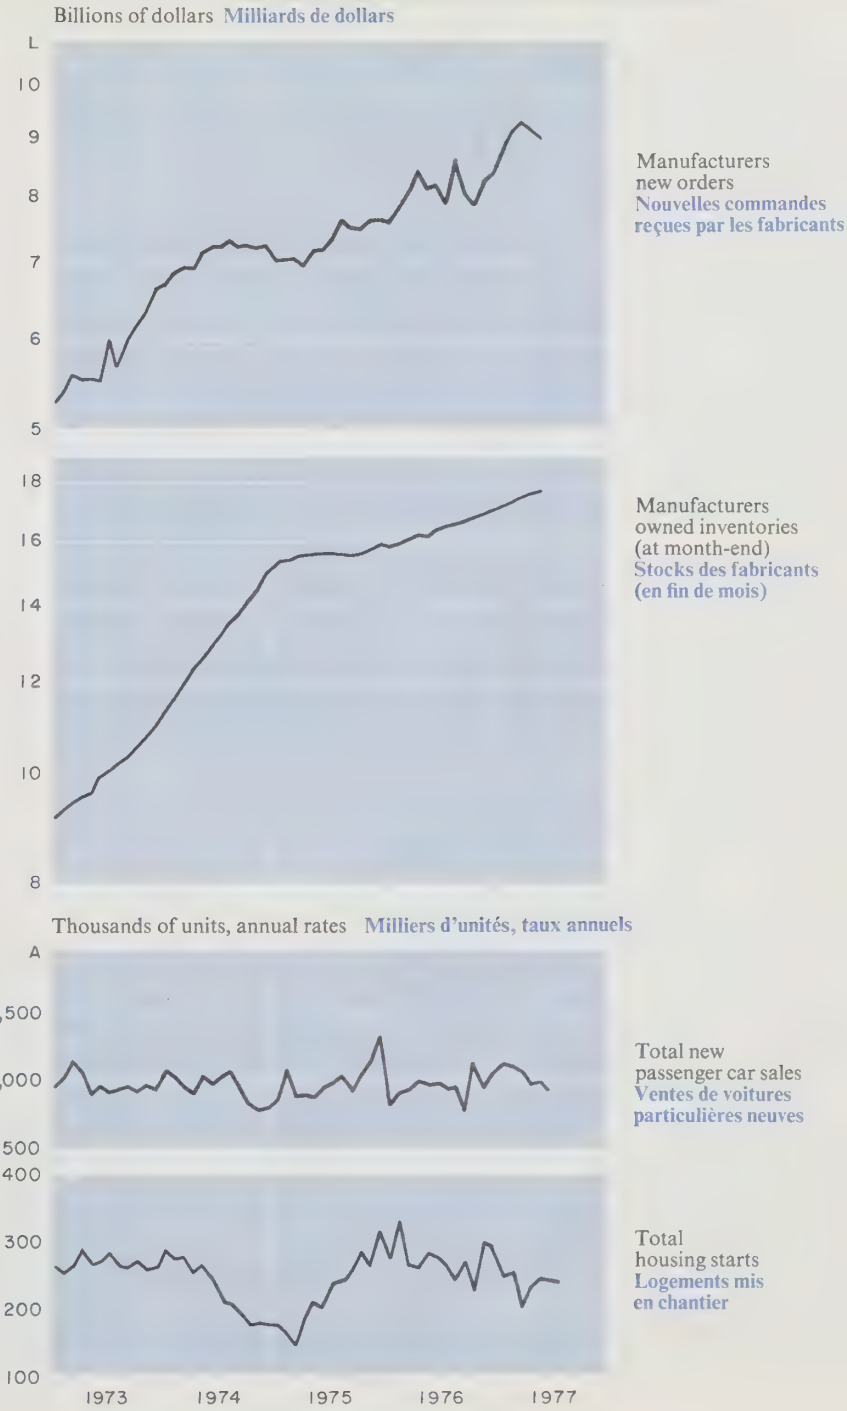 Billions of dollars Milliards de dollars
L
10
9
8
7
6
5
Manufacturers
new orders
Nouvelles commandes
reçues par les fabricants
18
16
14
12
10
8
Manufacturers
owned inventories
(at month-end)
Stocks des fabricants
(en fin de mois)
Thousands of units, annual rates Milliers d'unités, taux annuels
A
,500
,000
500
Total new
passenger car sales
Ventes de voitures
particulières neuves
400
300
200
100
Total
housing starts
Logements mis
en chantier
1973 1974 1975 1976 1977